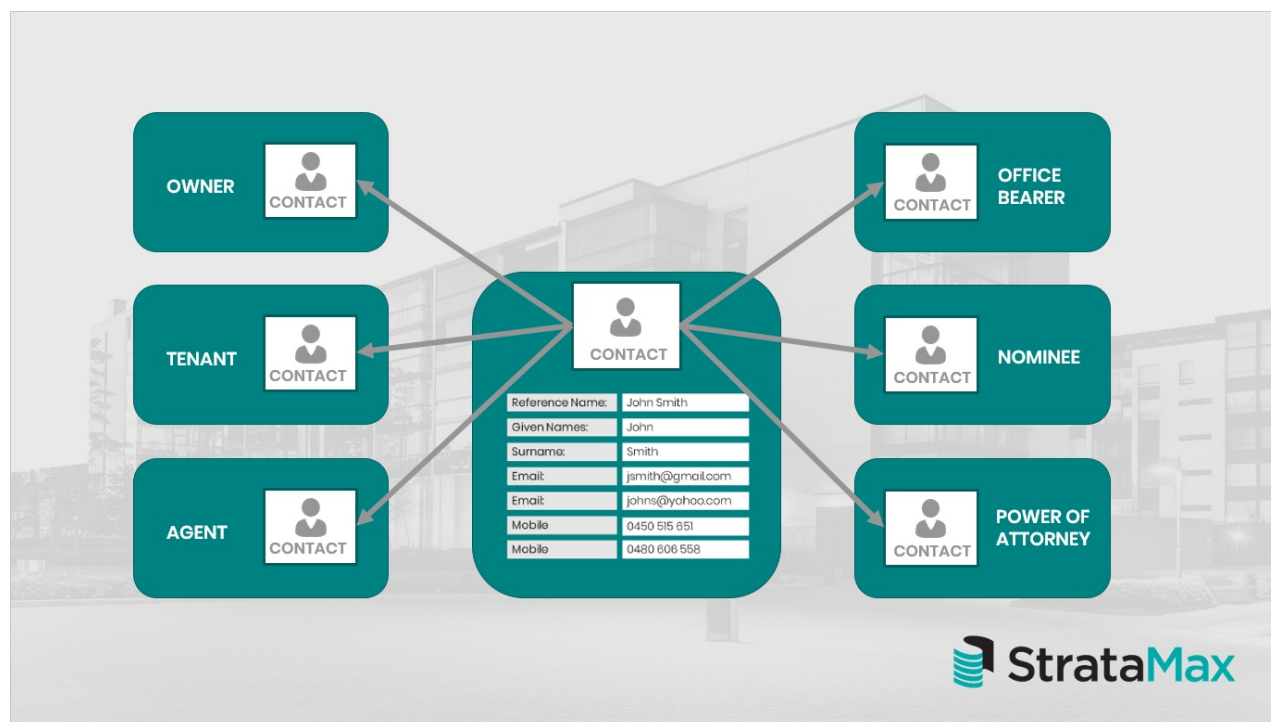 OWNER
CONTACT
TENANT
CONTACT
AGENT
CONTACT
CONTACT
Reference Name: John Smith
Given Names: John
Surname: Smith
Email: jsmith@gmail.com
Email: johns@yahoo.com
Mobile 0450 515 651
Mobile 0480 606 558
CONTACT
OFFICE
BEARER
CONTACT
NOMINEE
CONTACT
POWER OF
ATTORNEY
StrataMax